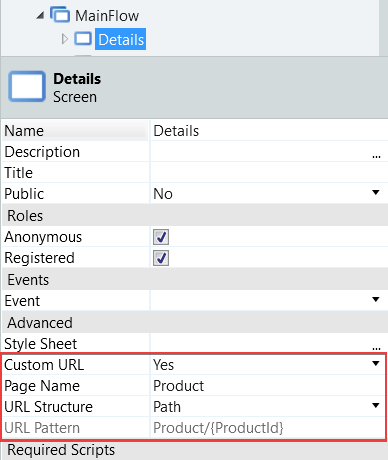 MainFlow
Details
Details
Screen
Name Details
Description ...
Title
Public No
Roles
Anonymous
Registered
Events
Event
Advanced
Style Sheet ...
Custom URL Yes
Page Name Product
URL Structure Path
URL Pattern Product/{ProductId}
Required Scripts